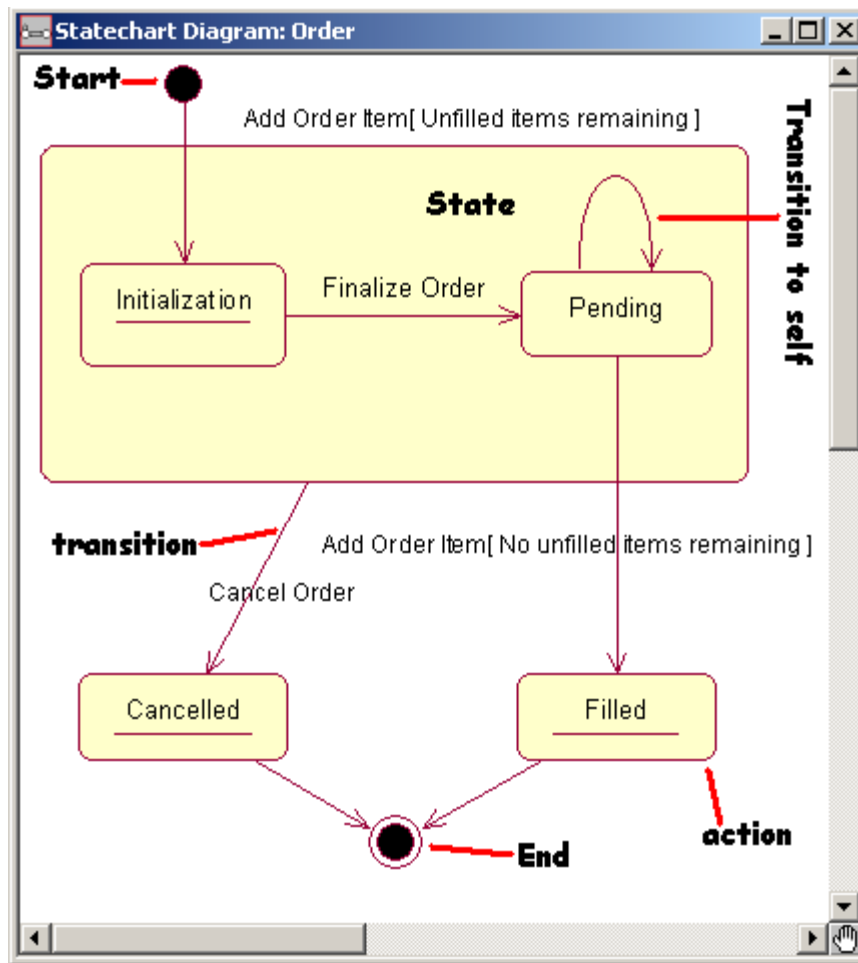 Statechart Diagram: Order
Start
Add Order Item[ Unfilled items remaining ]
Transition to self
State
Initialization
Finalize Order
Pending
transition
Add Order Item[ No unfilled items remaining ]
Cancel Order
Cancelled
Filled
action
End